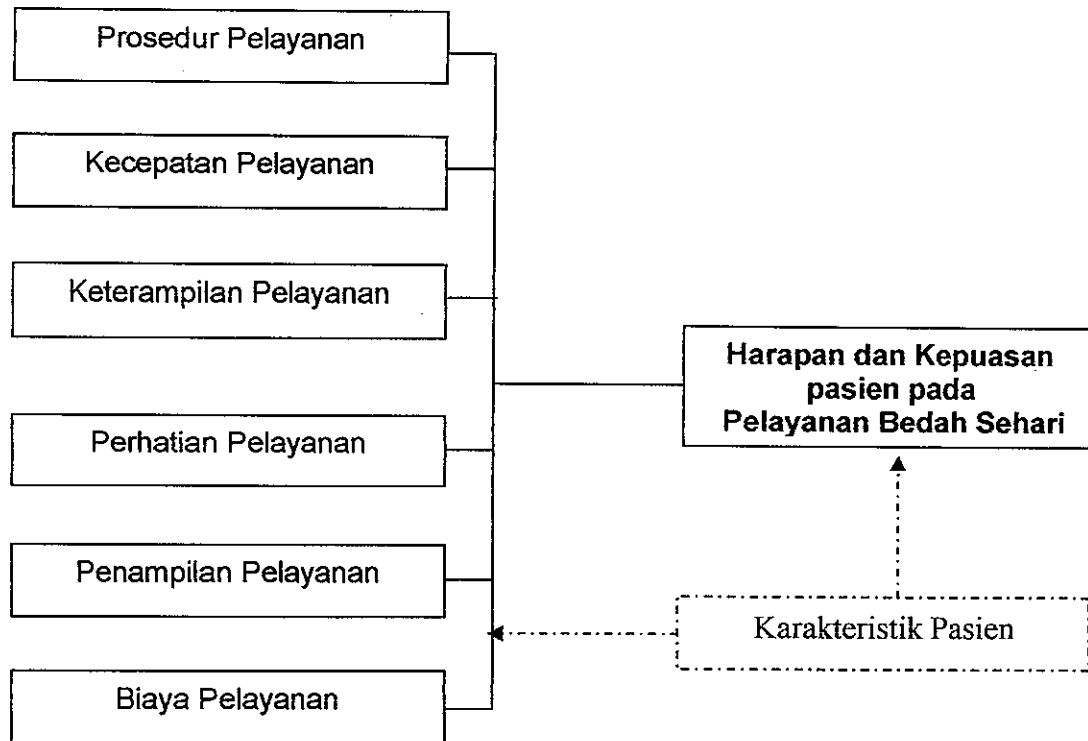 Prosedur Pelayanan
Kecepatan Pelayanan
Keterampilan Pelayanan
Perhatian Pelayanan
Penampilan Pelayanan
Biaya Pelayanan
Harapan dan Kepuasan
pasien pada
Pelayanan Bedah Sehari
Karakteristik Pasien